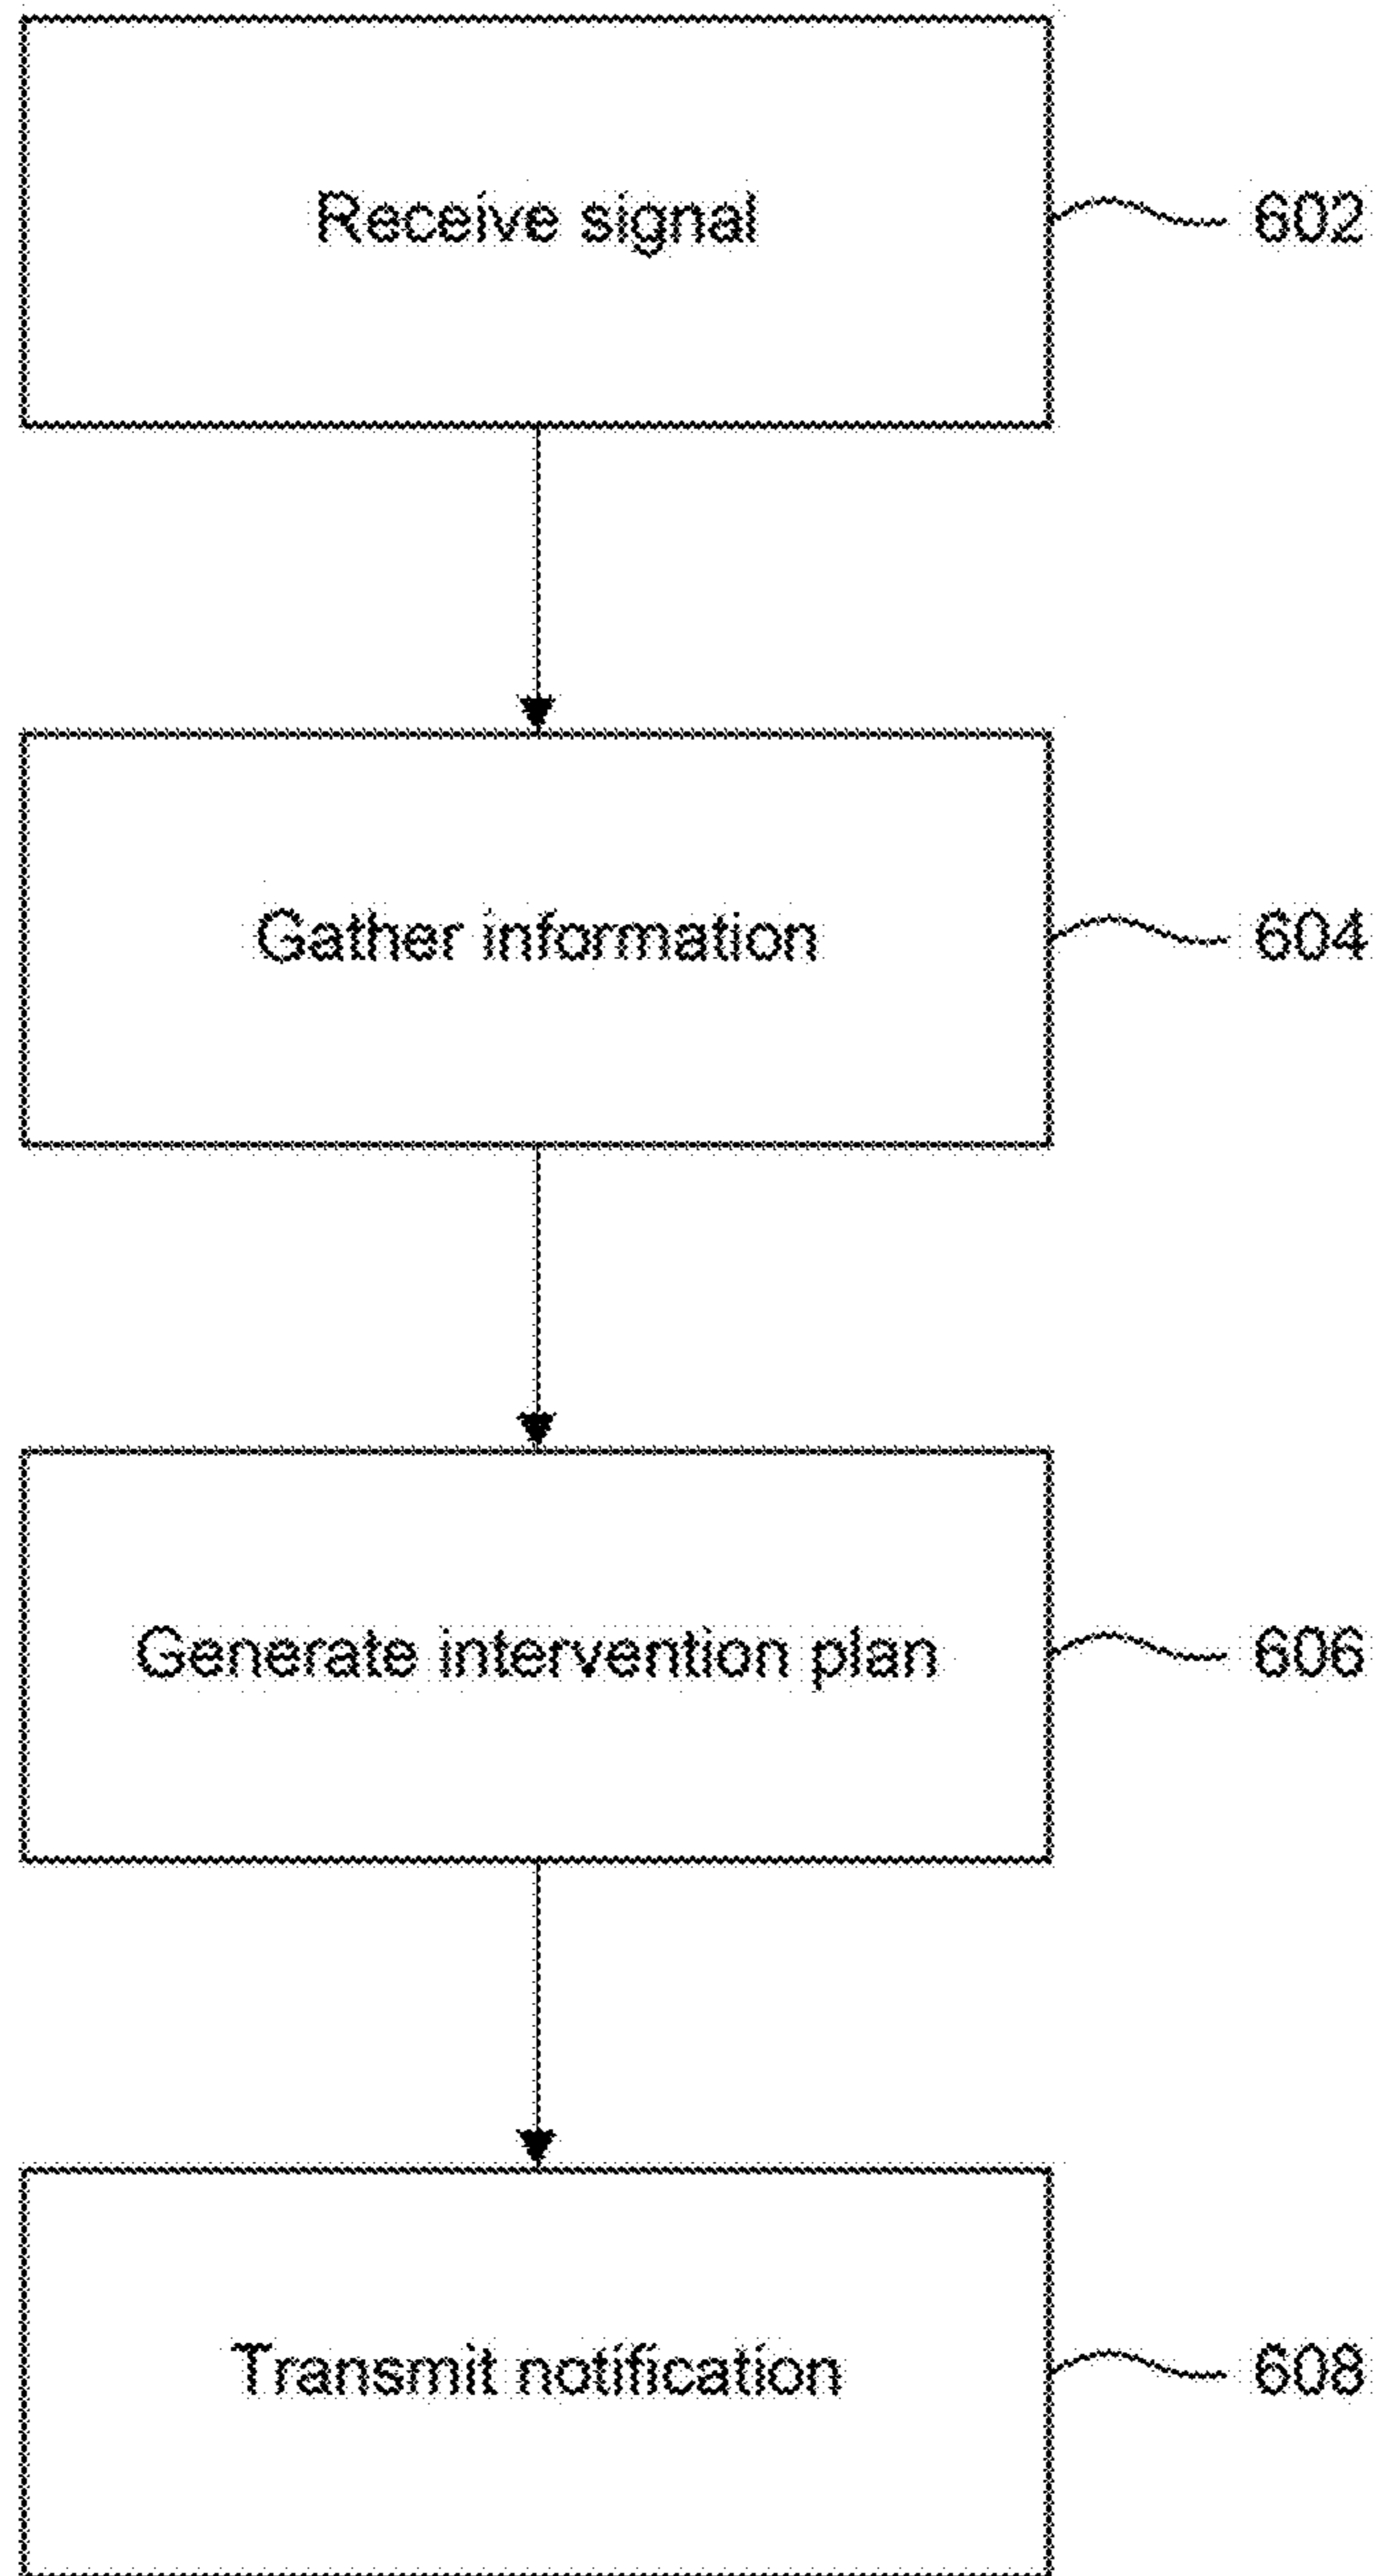 Receive signal
602
Gather information
604
Generate intervention plan
606
Transmit notification
608